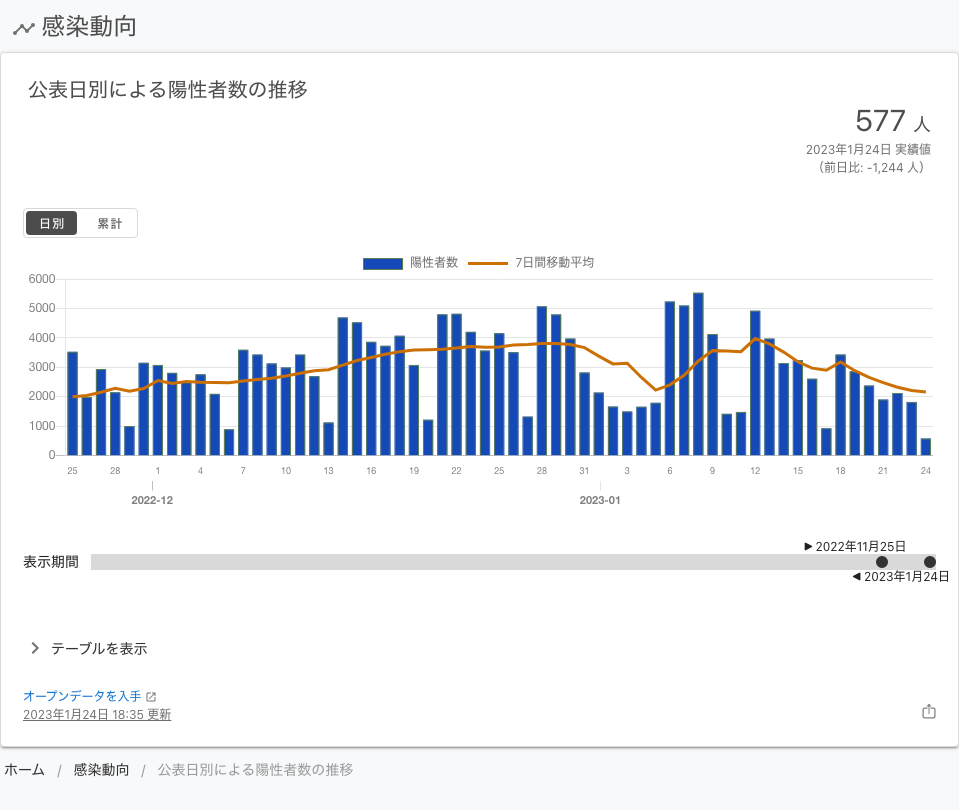 感染動向
公表日別による陽性者数の推移
577 人
2023年1月24日 実績値
（前日比: -1,244 人）
日別 累計
陽性者数 7日間移動平均
6000
5000
4000
3000
2000
1000
0
25 28 1 4 7 10 13 16 19 22 25 28 31 3 6 9 12 15 18 21 24
2022-12 2023-01
▶ 2022年11月25日
表示期間
◀ 2023年1月24日
テーブルを表示
オープンデータを入手
2023年1月24日 18:35 更新
ホーム / 感染動向 / 公表日別による陽性者数の推移